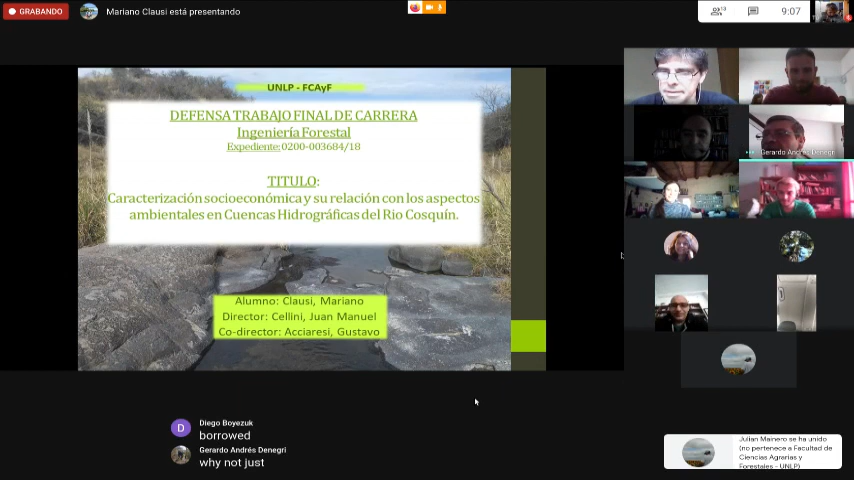 GRABANDO
Mariano Clausi está presentando
13
9:07
UNLP - FCAyF
DEFENSA TRABAJO FINAL DE CARRERA
Ingeniería Forestal
Expediente: 0200-003684/18
TITULO:
Caracterización socioeconómica y su relación con los aspectos
ambientales en Cuencas Hidrográficas del Rio Cosquín.
Alumno: Clausi, Mariano
Director: Cellini, Juan Manuel
Co-director: Acciaresi, Gustavo
Gerardo Andrés Denegri
D
Diego Boyezuk
borrowed
Gerardo Andrés Denegri
why not just
Julian Mainero se ha unido
(no pertenece a Facultad de
Ciencias Agrarias y
Forestales - UNLP)